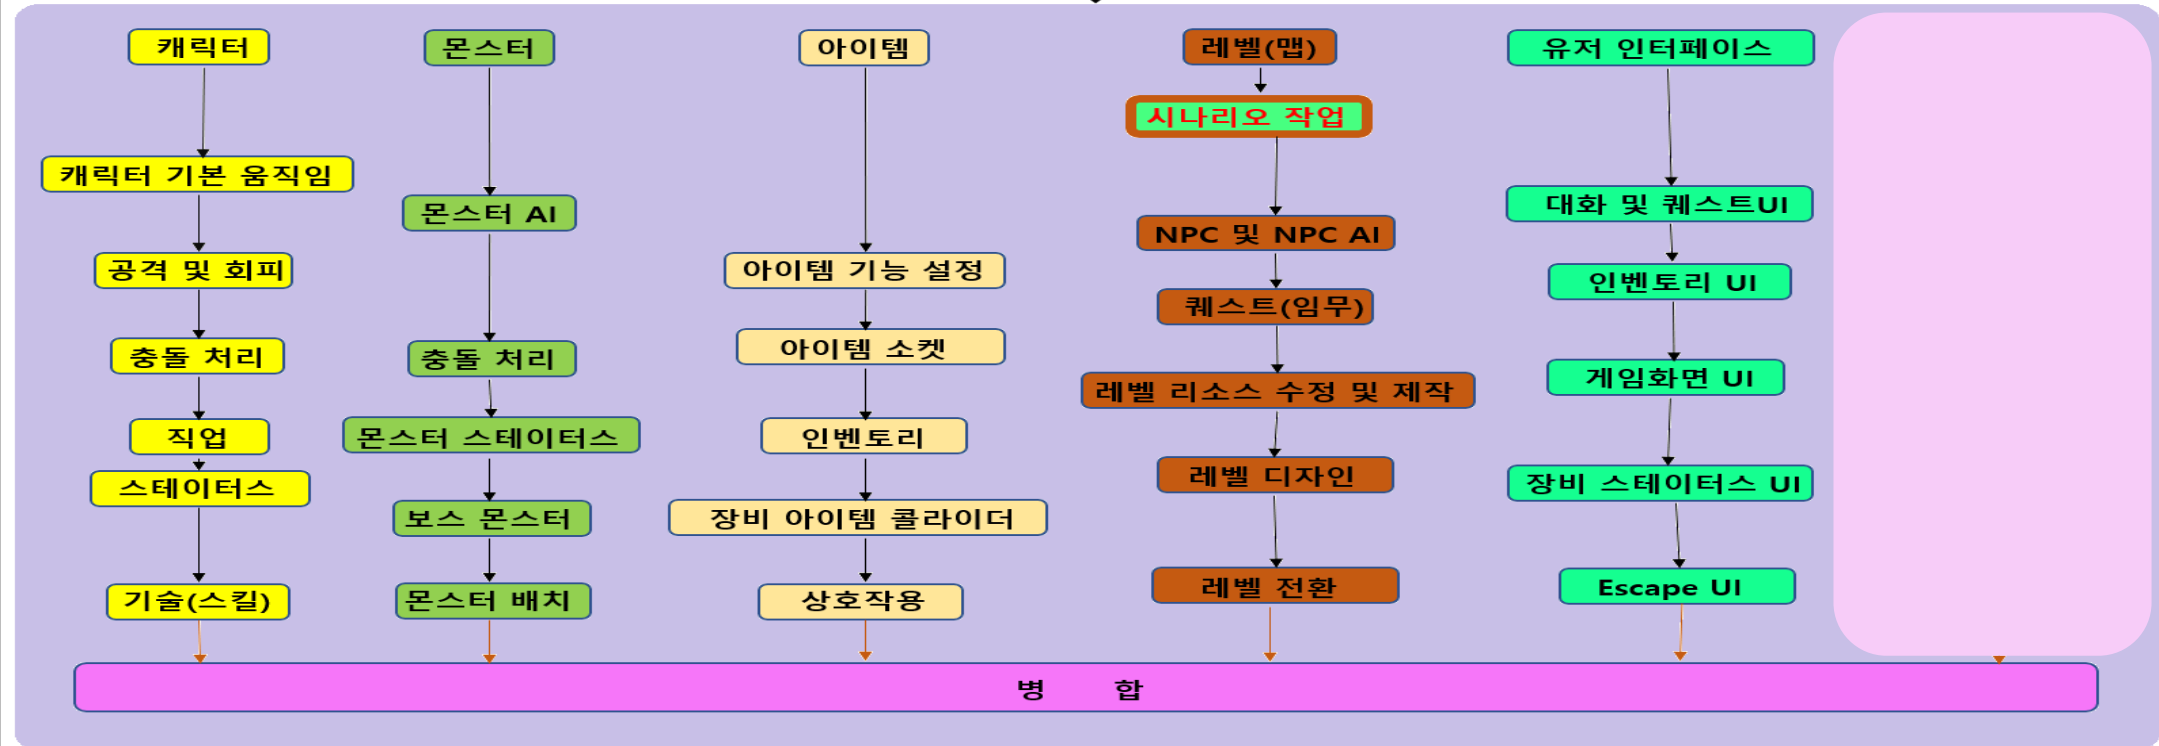 캐릭터
캐릭터 기본 움직임
공격 및 회피
충돌 처리
직업
스테이터스
기술(스킬)
몬스터
몬스터 AI
충돌 처리
몬스터 스테이터스
보스 몬스터
몬스터 배치
아이템
아이템 기능 설정
아이템 소켓
인벤토리
장비 아이템 콜라이더
상호작용
레벨(맵)
시나리오 작업
NPC 및 NPC AI
퀘스트(임무)
레벨 리소스 수정 및 제작
레벨 디자인
레벨 전환
유저 인터페이스
대화 및 퀘스트UI
인벤토리 UI
게임화면 UI
장비 스테이터스 UI
Escape UI
병 합